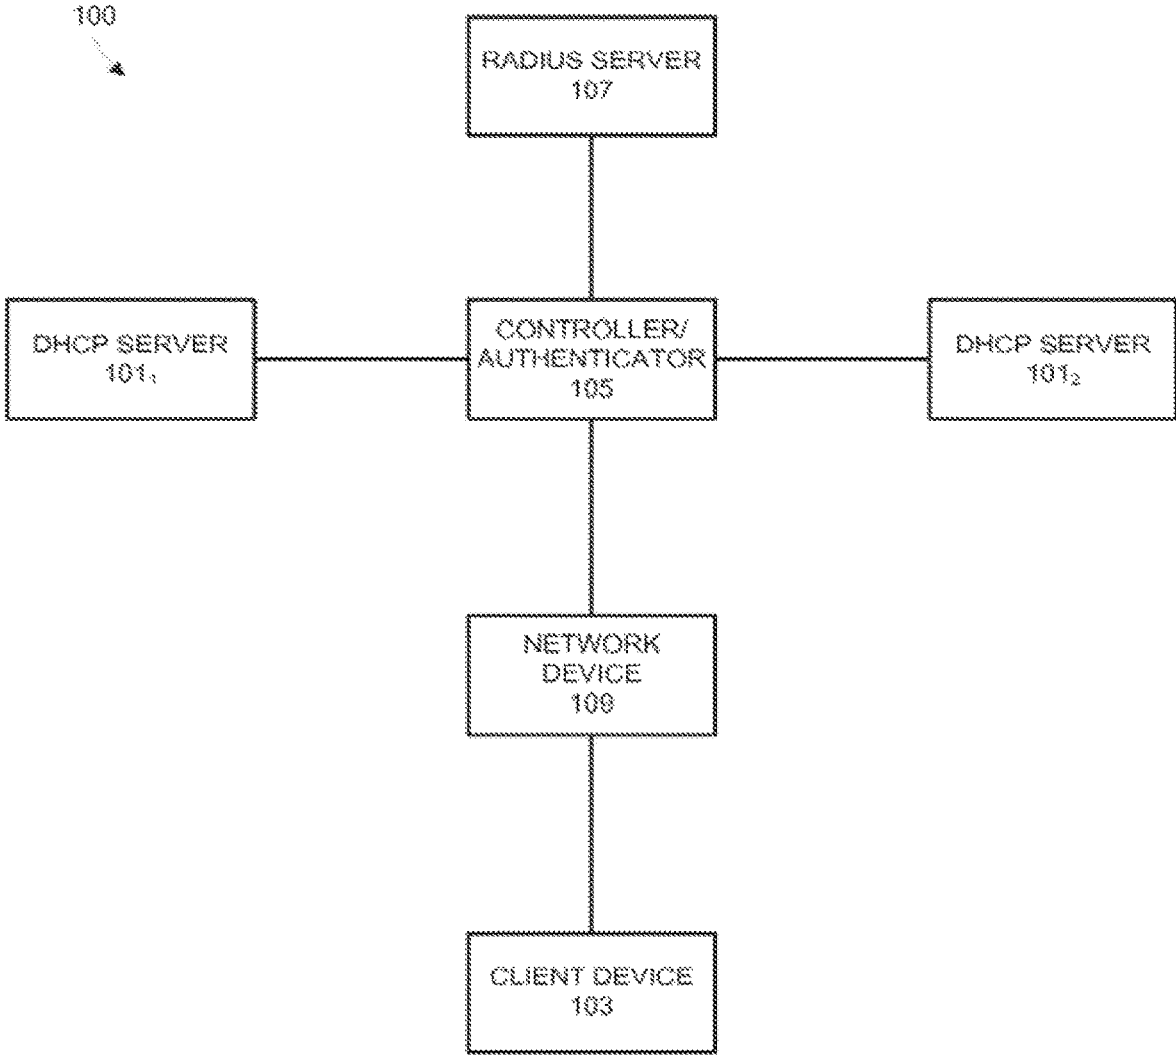 100
RADIUS SERVER
107
DHCP SERVER
101₁
CONTROLLER/
AUTHENTICATOR
105
DHCP SERVER
101₂
NETWORK
DEVICE
109
CLIENT DEVICE
103